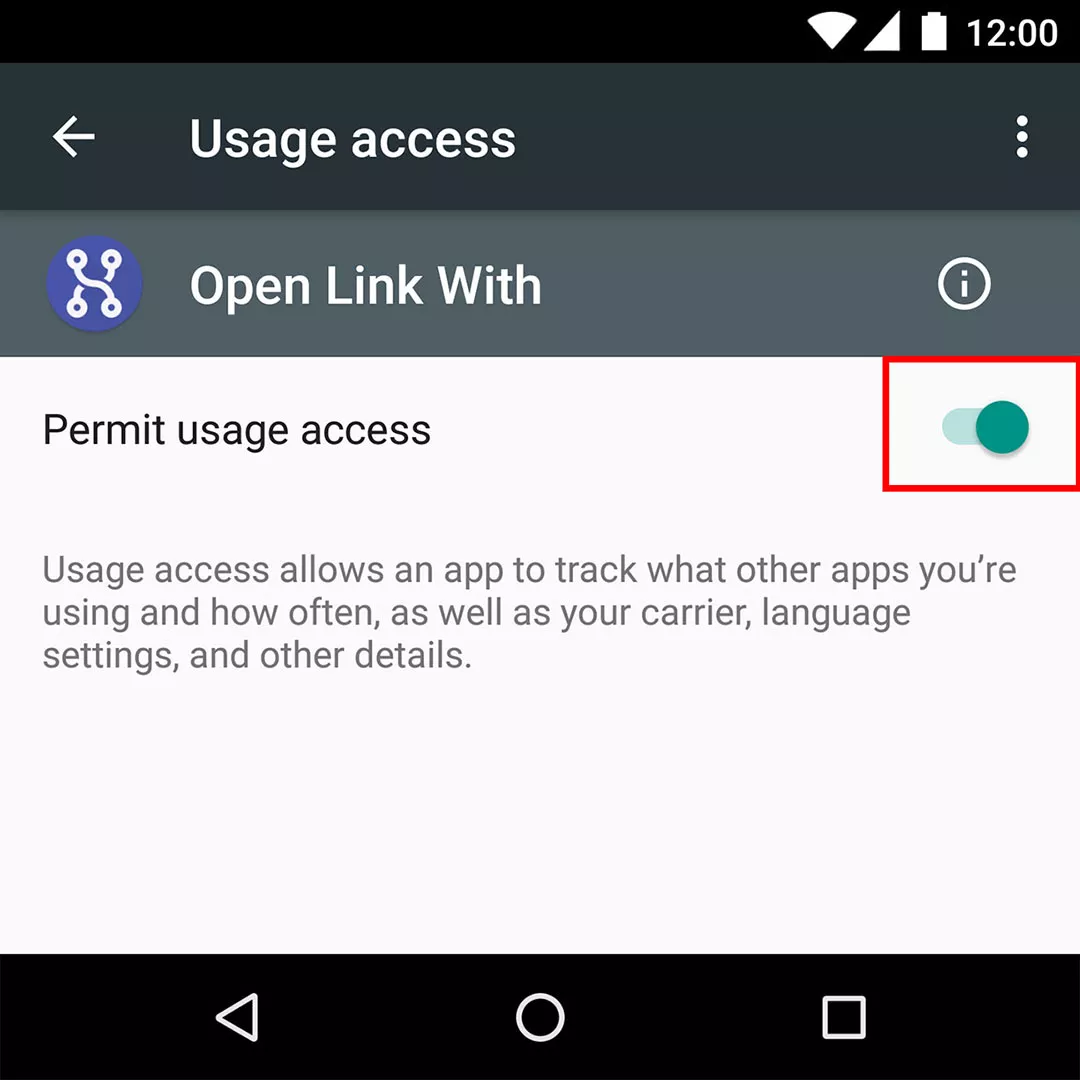 12:00
Usage access
Open Link With
Permit usage access
Usage access allows an app to track what other apps you’re
using and how often, as well as your carrier, language
settings, and other details.